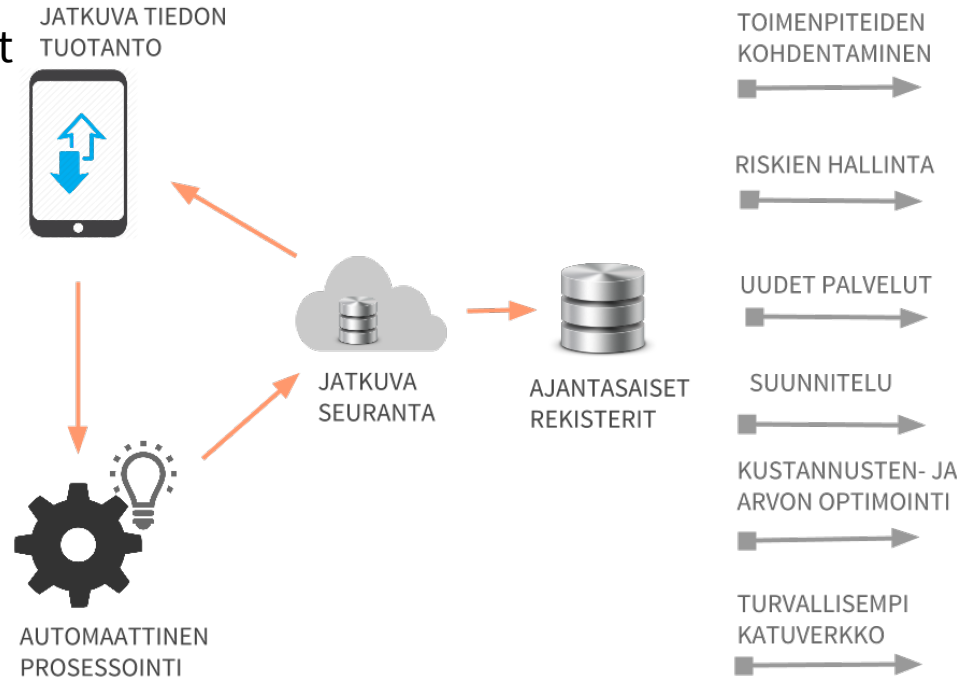 t
JATKUVA TIEDON
TUOTANTO
AUTOMAATTINEN
PROSESSOINTI
JATKUVA
SEURANTA
AJANTASAISET
REKISTERIT
TOIMENPITEIDEN
KOHDENTAMINEN
RISKIEN HALLINTA
UUDET PALVELUT
SUUNNITELU
KUSTANNUSTEN- JA
ARVON OPTIMOINTI
TURVALLISEMPI
KATUVERKKO